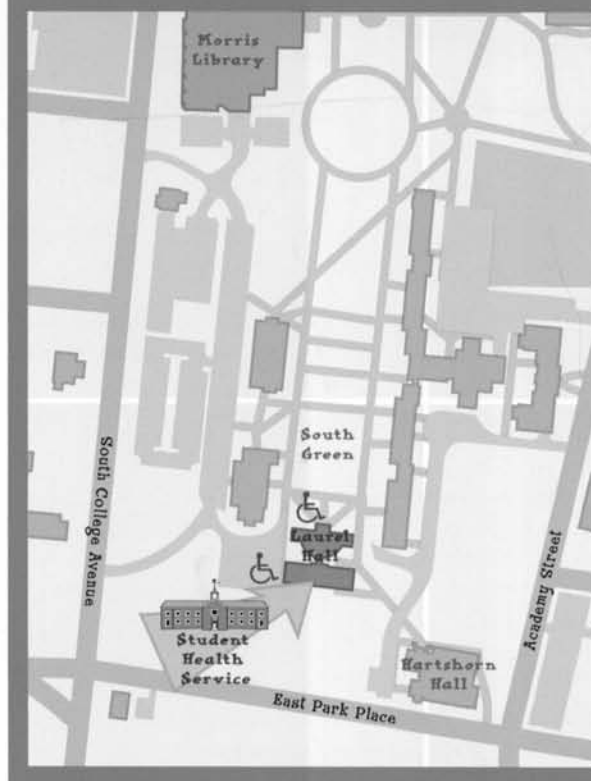 Morris
Library
South
Green
South College Avenue
Laurel
Hall
Academy Street
Student
Health
Service
Hartshorn
Hall
East Park Place